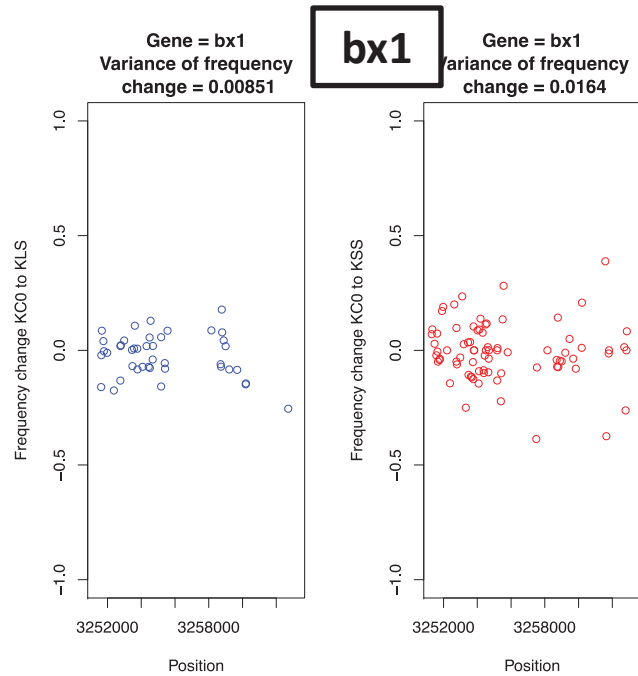 Gene = bx1
Variance of frequency
change = 0.00851
bx1
Gene = bx1
Variance of frequency
change = 0.0164
Frequency change KC0 to KLS
1.0
0.5
0.0
−0.5
−1.0
3252000
3258000
Position
Frequency change KC0 to KSS
1.0
0.5
0.0
−0.5
−1.0
3252000
3258000
Position